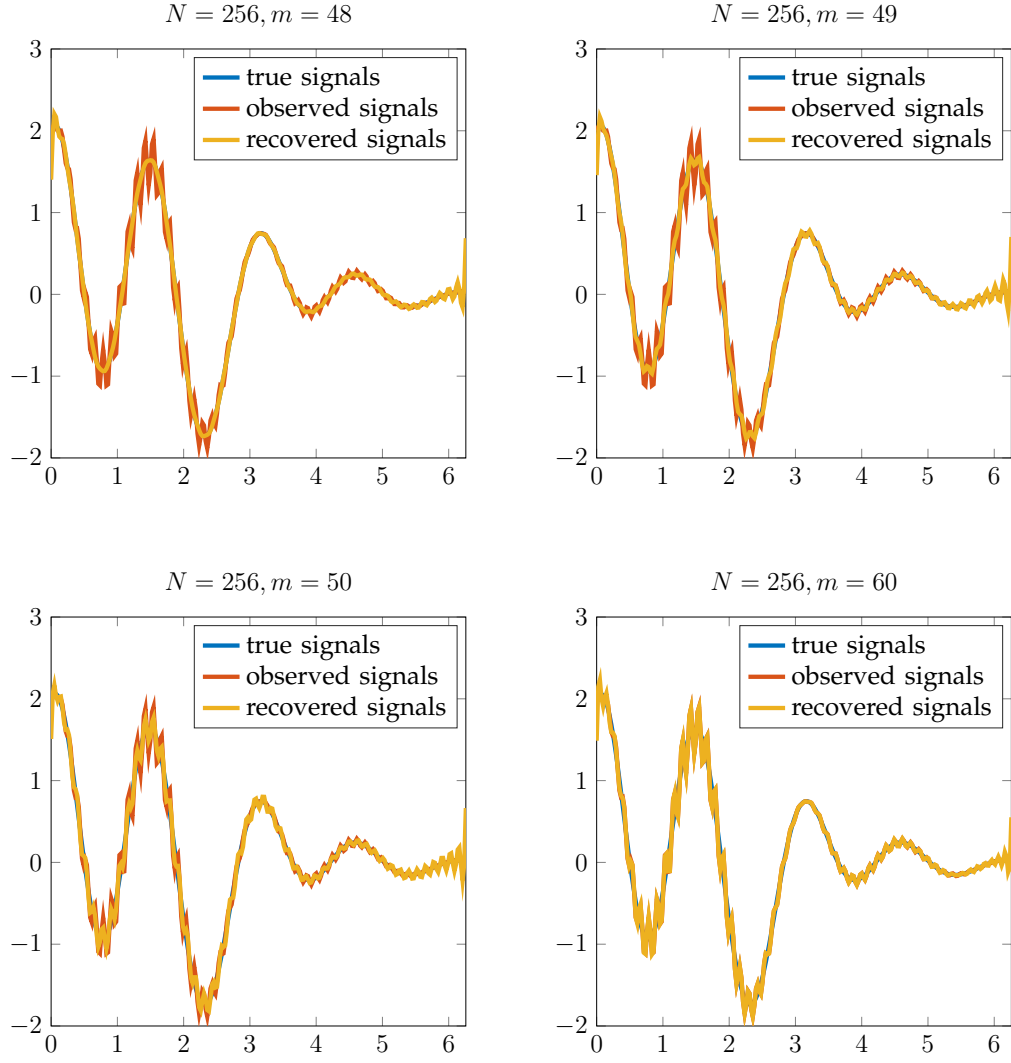 N = 256, m = 48
3
2
1
0
−1
−2
0 1 2 3 4 5 6
true signals
observed signals
recovered signals
N = 256, m = 49
3
2
1
0
−1
−2
0 1 2 3 4 5 6
true signals
observed signals
recovered signals
N = 256, m = 50
3
2
1
0
−1
−2
0 1 2 3 4 5 6
true signals
observed signals
recovered signals
N = 256, m = 60
3
2
1
0
−1
−2
0 1 2 3 4 5 6
true signals
observed signals
recovered signals